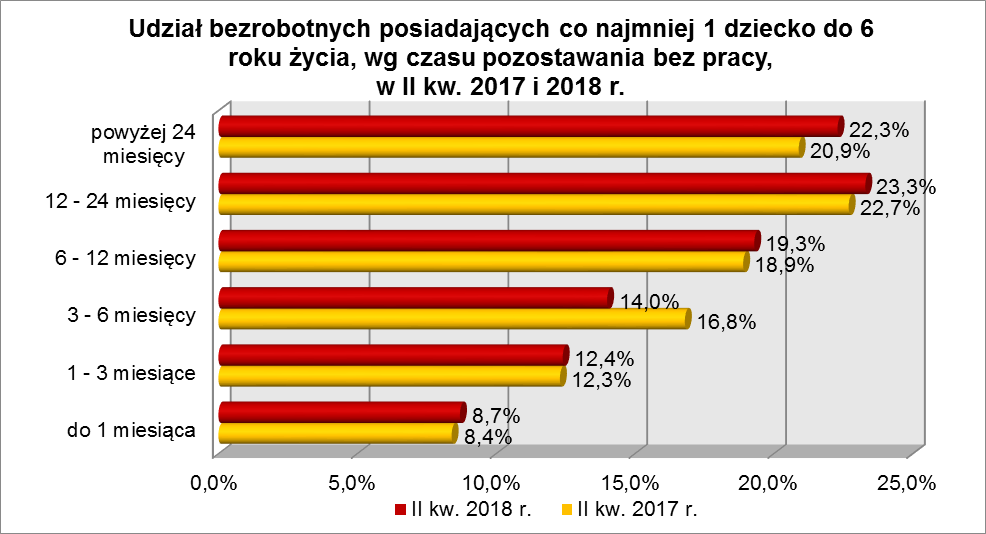 Udział bezrobotnych posiadających co najmniej 1 dziecko do 6
roku życia, wg czasu pozostawania bez pracy,
w II kw. 2017 i 2018 r.
powyżej 24
miesięcy
22,3%
20,9%
12 - 24 miesięcy
23,3%
22,7%
6 - 12 miesięcy
19,3%
18,9%
3 - 6 miesięcy
14,0%
16,8%
1 - 3 miesiące
12,4%
12,3%
do 1 miesiąca
8,7%
8,4%
0,0% 5,0% 10,0% 15,0% 20,0% 25,0%
II kw. 2018 r. II kw. 2017 r.